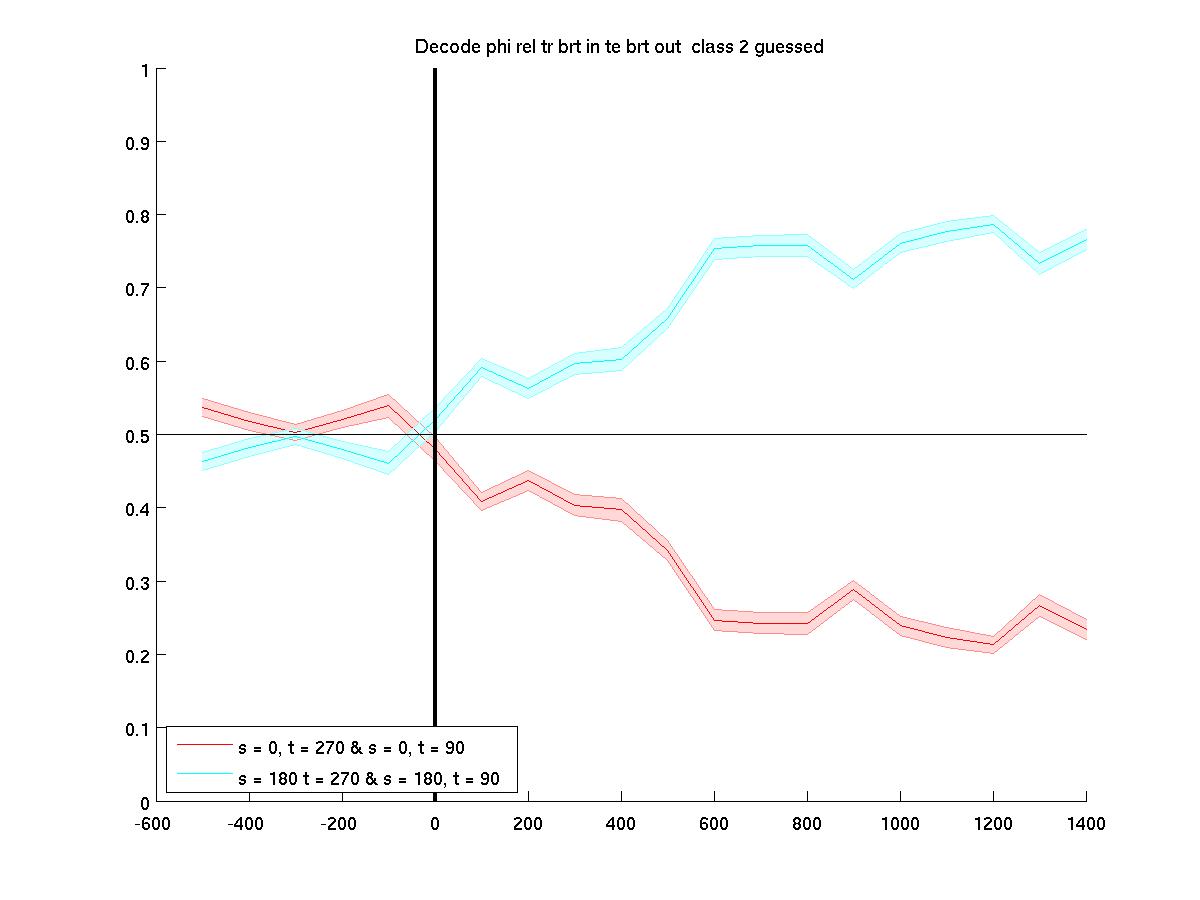 Decode phi rel tr brt in te brt out  class 2 guessed
1
0.9
0.8
0.7
0.6
0.5
0.4
0.3
0.2
0.1
0
s = 0, t = 270 & s = 0, t = 90
s = 180 t = 270 & s = 180, t = 90
-600 -400 -200 0 200 400 600 800 1000 1200 1400